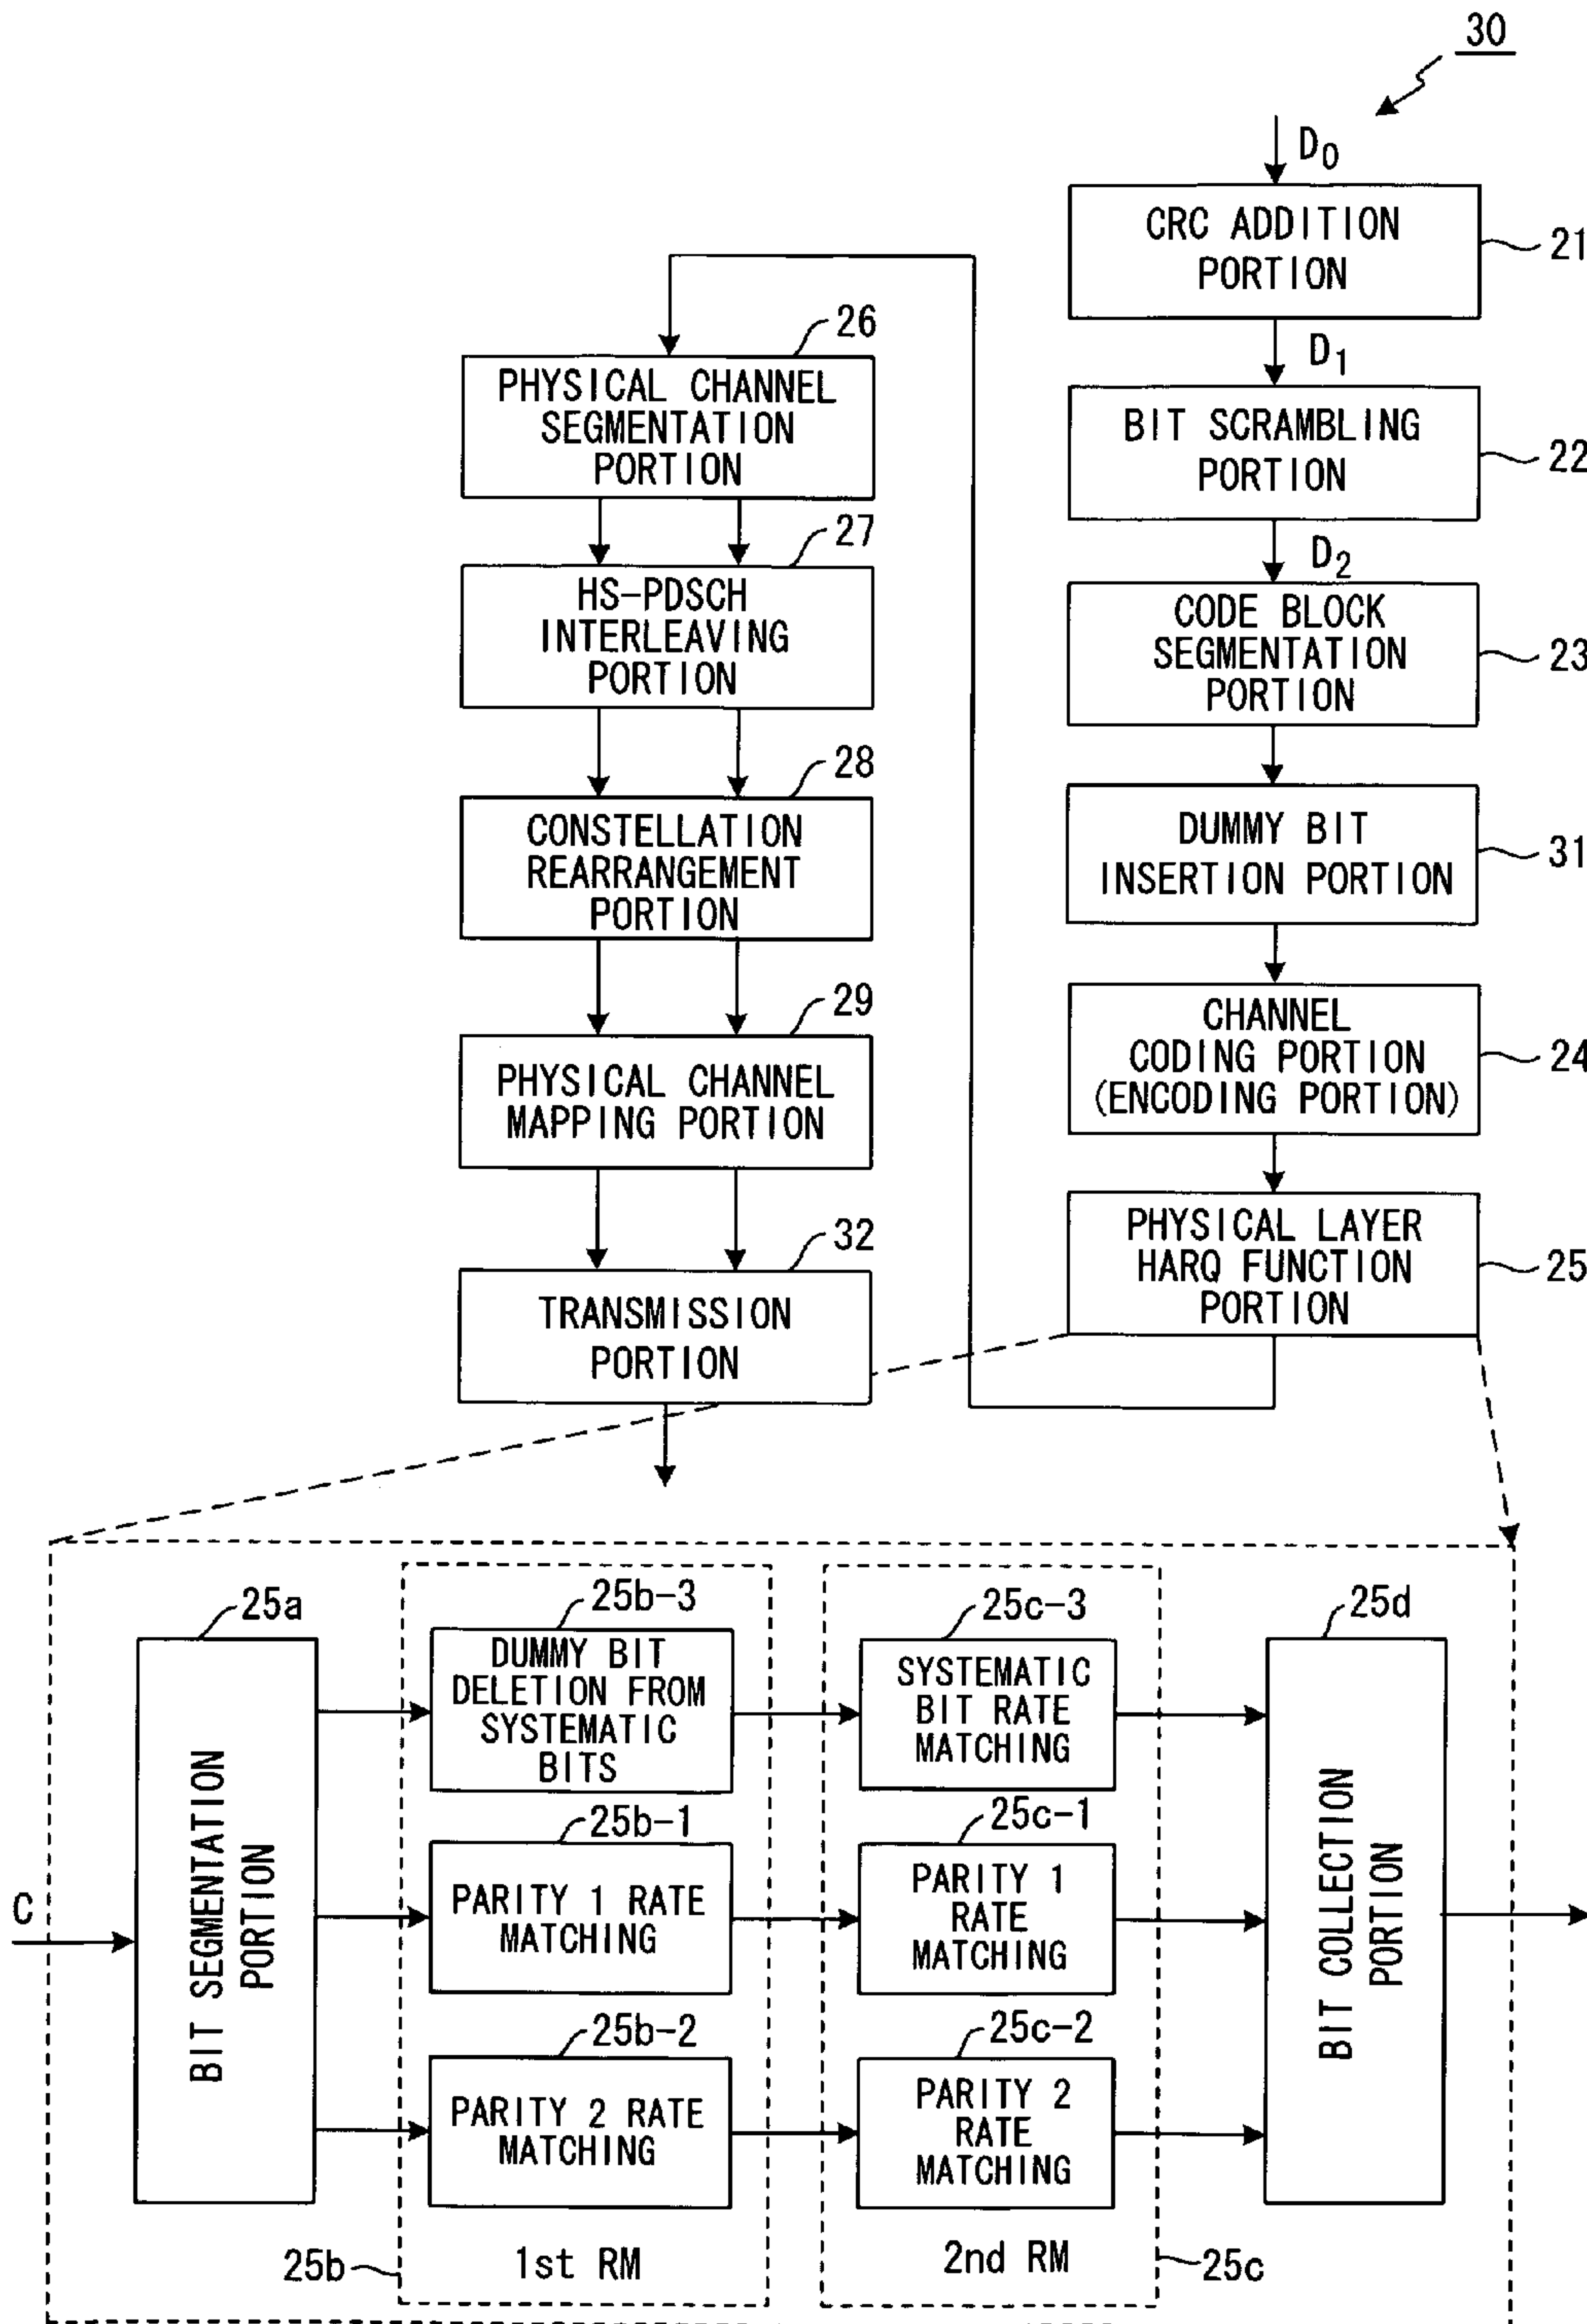 30
D0
CRC ADDITION
PORTION
21
D1
BIT SCRAMBLING
PORTION
22
D2
CODE BLOCK
SEGMENTATION
PORTION
23
DUMMY BIT
INSERTION PORTION
31
CHANNEL
CODING PORTION
(ENCODING PORTION)
24
PHYSICAL LAYER
HARQ FUNCTION
PORTION
25
26
PHYSICAL CHANNEL
SEGMENTATION
PORTION
27
HS-PDSCH
INTERLEAVING
PORTION
28
CONSTELLATION
REARRANGEMENT
PORTION
29
PHYSICAL CHANNEL
MAPPING PORTION
32
TRANSMISSION
PORTION
C
25a
BIT SEGMENTATION
PORTION
25b-3
DUMMY BIT
DELETION FROM
SYSTEMATIC
BITS
25b-1
PARITY 1 RATE
MATCHING
25b-2
PARITY 2 RATE
MATCHING
25b
1st RM
25c-3
SYSTEMATIC
BIT RATE
MATCHING
25c-1
PARITY 1
RATE
MATCHING
25c-2
PARITY 2
RATE
MATCHING
2nd RM
25c
25d
BIT COLLECTION
PORTION